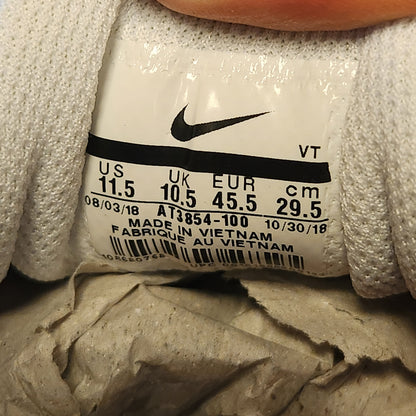 VT
US UK EUR cm
11.5 10.5 45.5 29.5
08/03/18 AT3854-100 10/30/18
MADE IN VIETNAM
FABRIQUE AU VIETNAM